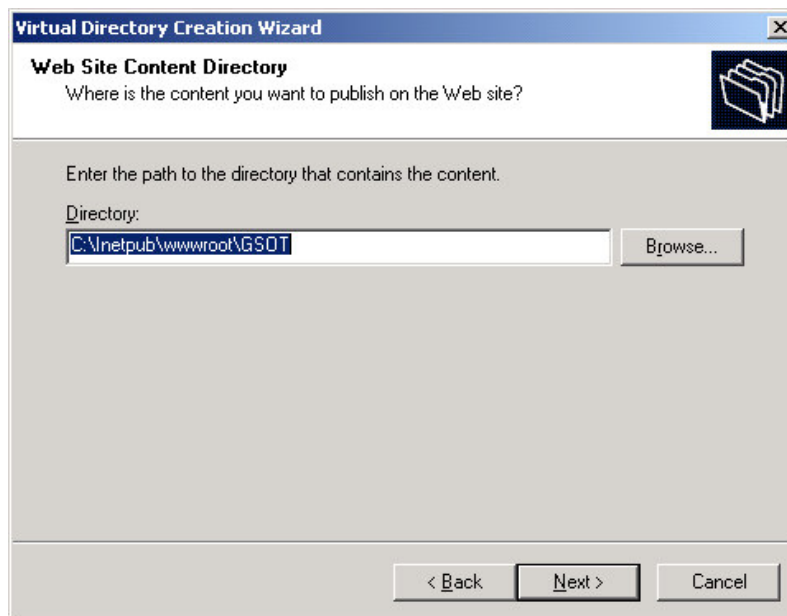 Virtual Directory Creation Wizard
Web Site Content Directory
Where is the content you want to publish on the Web site?
Enter the path to the directory that contains the content.
Directory:
C:\Inetpub\wwwroot\GSOT
Browse...
< Back
Next >
Cancel